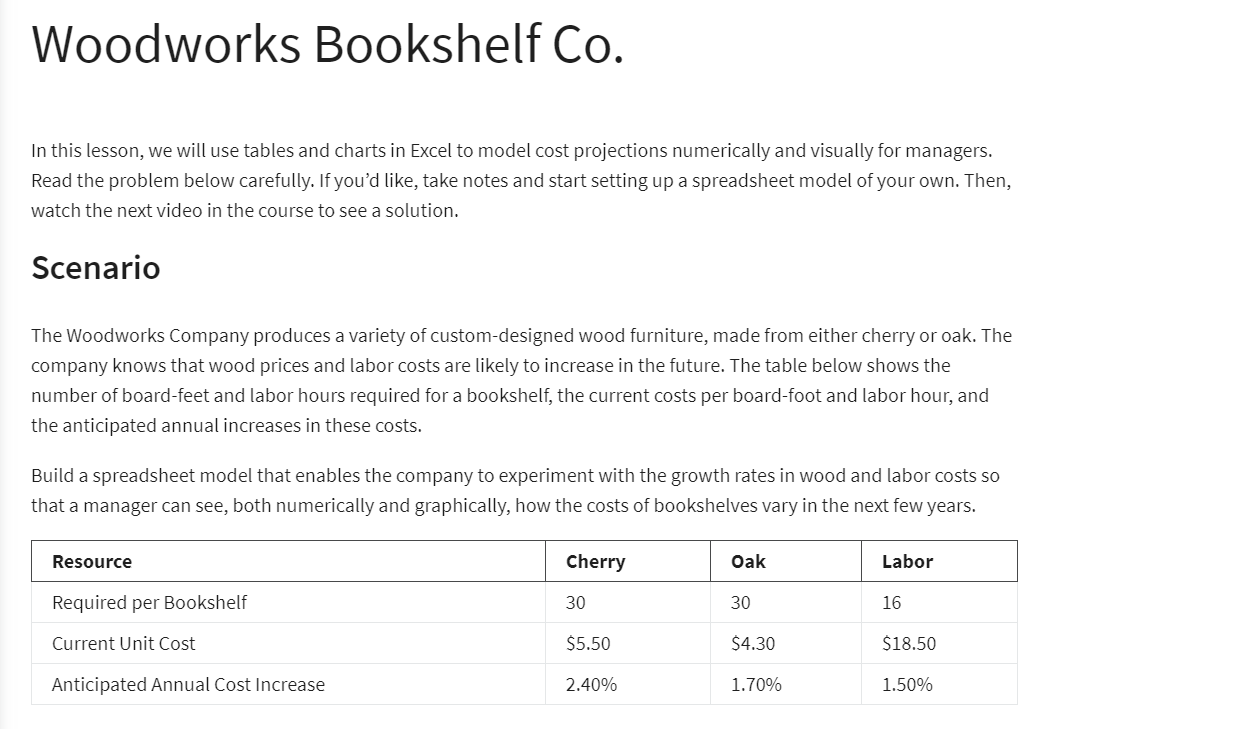 Woodworks Bookshelf Co.
In this lesson, we will use tables and charts in Excel to model cost projections numerically and visually for managers.
Read the problem below carefully. If you’d like, take notes and start setting up a spreadsheet model of your own. Then,
watch the next video in the course to see a solution.
Scenario
The Woodworks Company produces a variety of custom-designed wood furniture, made from either cherry or oak. The
company knows that wood prices and labor costs are likely to increase in the future. The table below shows the
number of board-feet and labor hours required for a bookshelf, the current costs per board-foot and labor hour, and
the anticipated annual increases in these costs.
Build a spreadsheet model that enables the company to experiment with the growth rates in wood and labor costs so
that a manager can see, both numerically and graphically, how the costs of bookshelves vary in the next few years.
Resource Cherry Oak Labor
Required per Bookshelf 30 30 16
Current Unit Cost $5.50 $4.30 $18.50
Anticipated Annual Cost Increase 2.40% 1.70% 1.50%